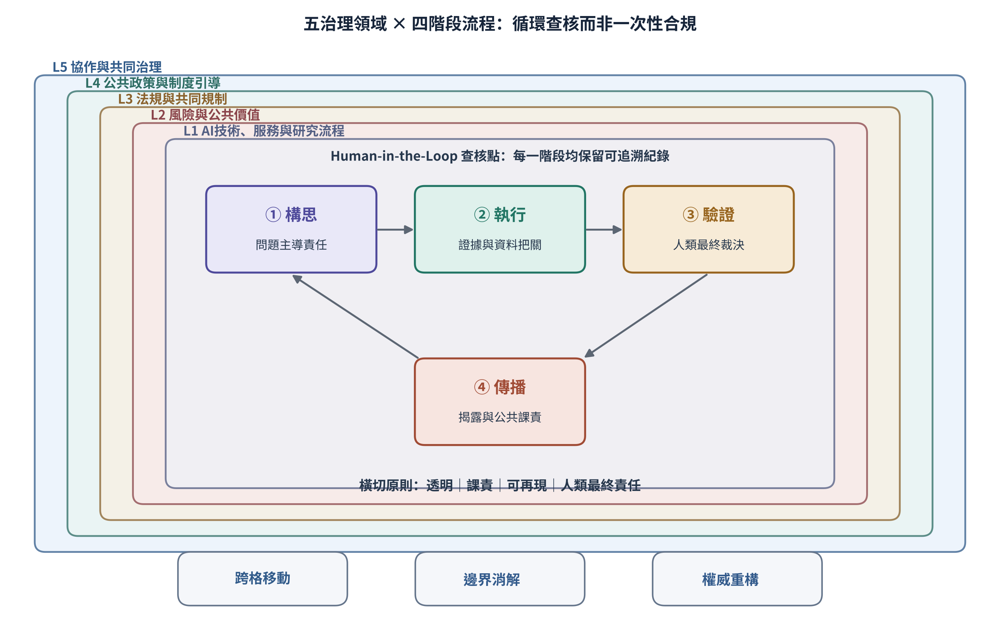 五治理領域 × 四階段流程：循環查核而非一次性合規
L5 協作與共同治理
L4 公共政策與制度引導
L3 法規與共同規制
L2 風險與公共價值
L1 AI技術、服務與研究流程
Human-in-the-Loop 查核點：每一階段均保留可追溯紀錄
① 構思
問題主導責任
② 執行
證據與資料把關
③ 驗證
人類最終裁決
④ 傳播
揭露與公共課責
橫切原則：透明｜課責｜可再現｜人類最終責任
跨格移動
邊界消解
權威重構